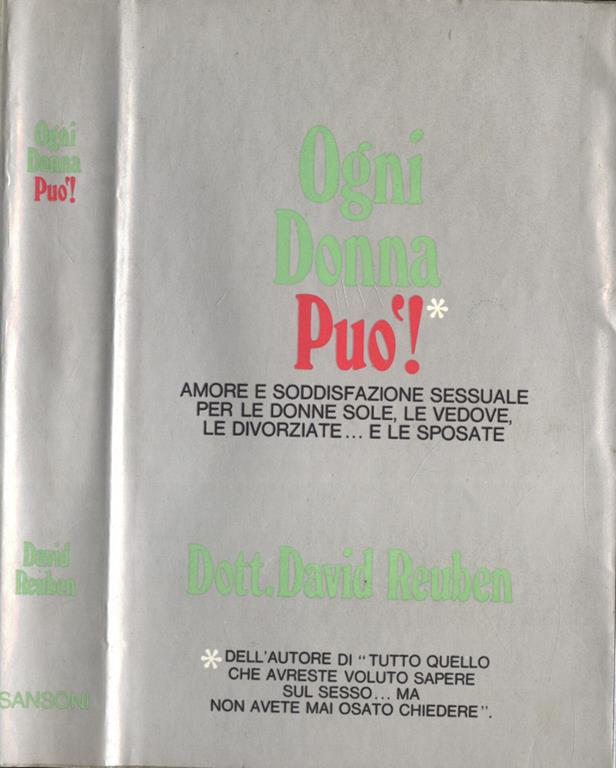 Ogni
Donna
Puo'!
David
Reuben
SANSONI
Ogni
Donna
Puo'!*
AMORE E SODDISFAZIONE SESSUALE
PER LE DONNE SOLE, LE VEDOVE,
LE DIVORZIATE... E LE SPOSATE
Dott. David Reuben
* DELL'AUTORE DI "TUTTO QUELLO
CHE AVRESTE VOLUTO SAPERE
SUL SESSO... MA
NON AVETE MAI OSATO CHIEDERE".